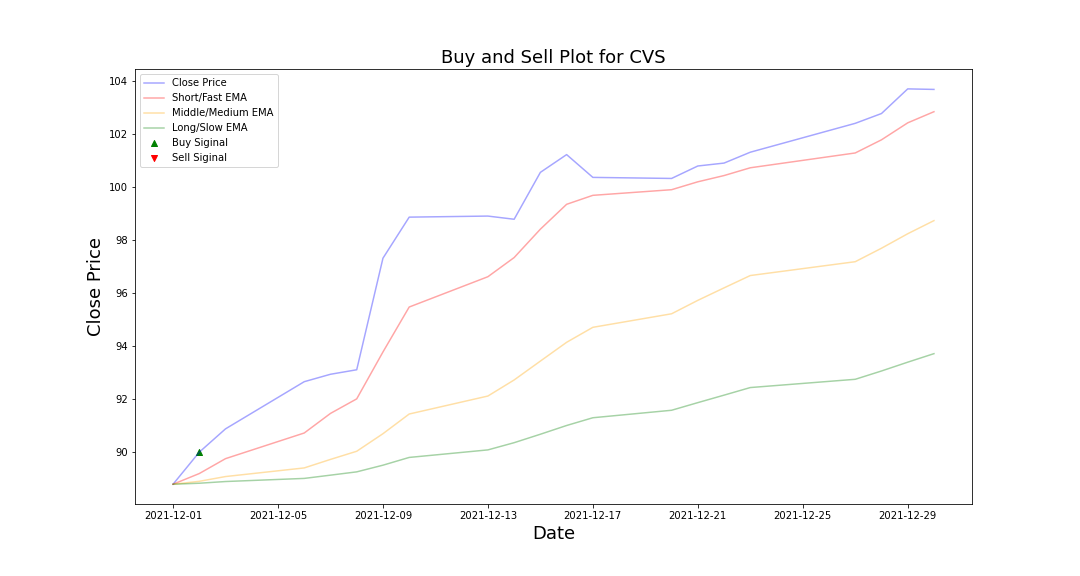 Buy and Sell Plot for CVS
Close Price
Short/Fast EMA
Middle/Medium EMA
Long/Slow EMA
Buy Siginal
Sell Siginal
104
102
100
98
96
94
92
90
Close Price
2021-12-01 2021-12-05 2021-12-09 2021-12-13 2021-12-17 2021-12-21 2021-12-25 2021-12-29
Date